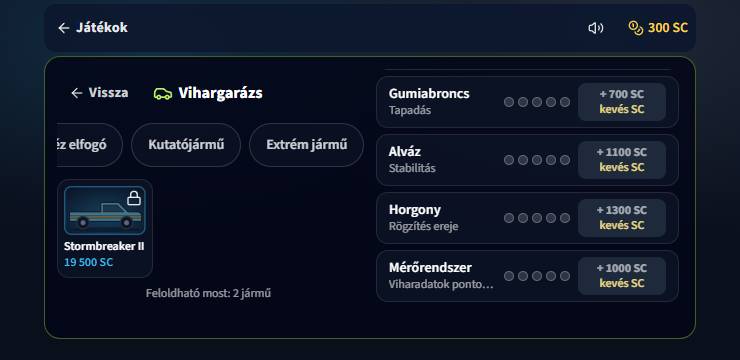 Játékok
300 SC
Vissza
Vihargarázs
éz elfogó
Kutatójármű
Extrém jármű
Stormbreaker II
19 500 SC
Feloldható most: 2 jármű
Gumiabroncs
Tapadás
+ 700 SC
kevés SC
Alváz
Stabilitás
+ 1100 SC
kevés SC
Horgony
Rögzítés ereje
+ 1300 SC
kevés SC
Mérőrendszer
Viharadatok ponto...
+ 1000 SC
kevés SC